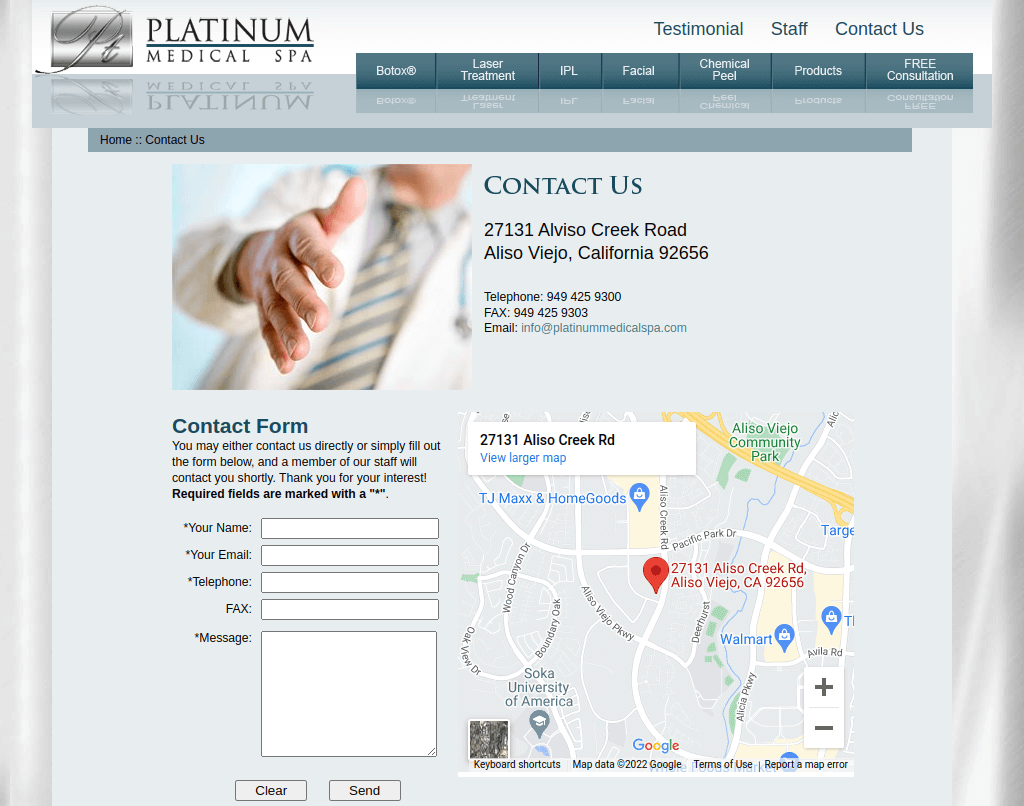 PLATINUM
MEDICAL SPA
Testimonial Staff Contact Us
Botox®
Laser
Treatment
IPL
Facial
Chemical
Peel
Products
FREE
Consultation
Home :: Contact Us
Contact Us
27131 Alviso Creek Road
Aliso Viejo, California 92656
Telephone: 949 425 9300
FAX: 949 425 9303
Email: info@platinummedicalspa.com
Contact Form
You may either contact us directly or simply fill out
the form below, and a member of our staff will
contact you shortly. Thank you for your interest!
Required fields are marked with a "*".
*Your Name:
*Your Email:
*Telephone:
FAX:
*Message:
Clear Send
27131 Aliso Creek Rd
View larger map
Aliso Viejo
Community
Park
TJ Maxx & HomeGoods
Aliso Creek Rd
Pacific Park Dr
Targe
27131 Aliso Creek Rd,
Aliso Viejo, CA 92656
Wood Canyon Dr
Boundary Oak
Aliso Viejo Pkwy
Deerhurst
Oak View Dr
Walmart
Avila Rd
Alicia Pkwy
Soka
University
of America
Google
Whole Foods Market
Keyboard shortcuts Map data ©2022 Google Terms of Use Report a map error